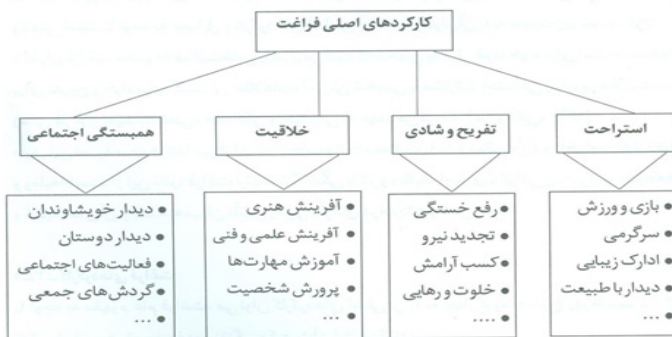 کارکردهای اصلی فراغت
استراحت
تفریح و شادی
خلاقیت
همبستگی اجتماعی
• بازی و ورزش
• سرگرمی
• ادارک زیبایی
• دیدار با طبیعت
• ...
• رفع خستگی
• تجدید نیرو
• کسب آرامش
• خلوت و رهایی
• ....
• آفرینش هنری
• آفرینش علمی و فنی
• آموزش مهارت‌ها
• پرورش شخصیت
• ...
• دیدار خویشاوندان
• دیدار دوستان
• فعالیت‌های اجتماعی
• گردش‌های جمعی
• ...